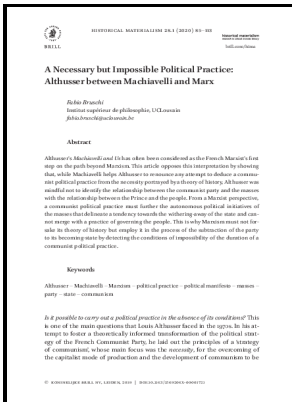 HISTORICAL MATERIALISM 28.1 (2020)
BRILL
brill.com/hima
A Necessary but Impossible Political Practice:
Althusser between Machiavelli and Marx
Fabio Bruschi
Institut supérieur de philosophie, UCLouvain
fabio.bruschi@uclouvain.be
Abstract
Althusser's Machiavelli and Us has often been considered as the French Marxist's first
step on the path beyond Marxism. This article opposes this interpretation by showing
that, while Machiavelli helps Althusser to renounce any attempt to deduce a commu-
nist political practice from the necessity portrayed by a theory of history, Althusser was
mindful not to identify the relationship between the communist party and the masses
with the relationship between the Prince and the people. From a Marxist perspective,
a communist political practice must further the autonomous political initiatives of
the masses that delineate a tendency towards the withering-away of the state and can-
not merge with a practice of governing the people. This is why Marxism must not for-
sake its theory of history but employ it in the process of the subtraction of the party
to its becoming-state by detecting the conditions of impossibility of the duration of a
communist political practice.
Keywords
Althusser – Machiavelli – Marxism – political practice – political manifesto – masses –
party – state – communism
Is it possible to carry out a political practice in the absence of its conditions? This
is one of the main questions that Louis Althusser faced in the 1970s. In his at-
tempt to foster a theoretically informed transformation of the political strat-
egy of the French Communist Party, he laid out the principles of a 'strategy
of communism', whose main focus was the necessity, for the overcoming of
the capitalist mode of production and the development of communism to be
© KONINKLIJKE BRILL NV, LEIDEN, 2019